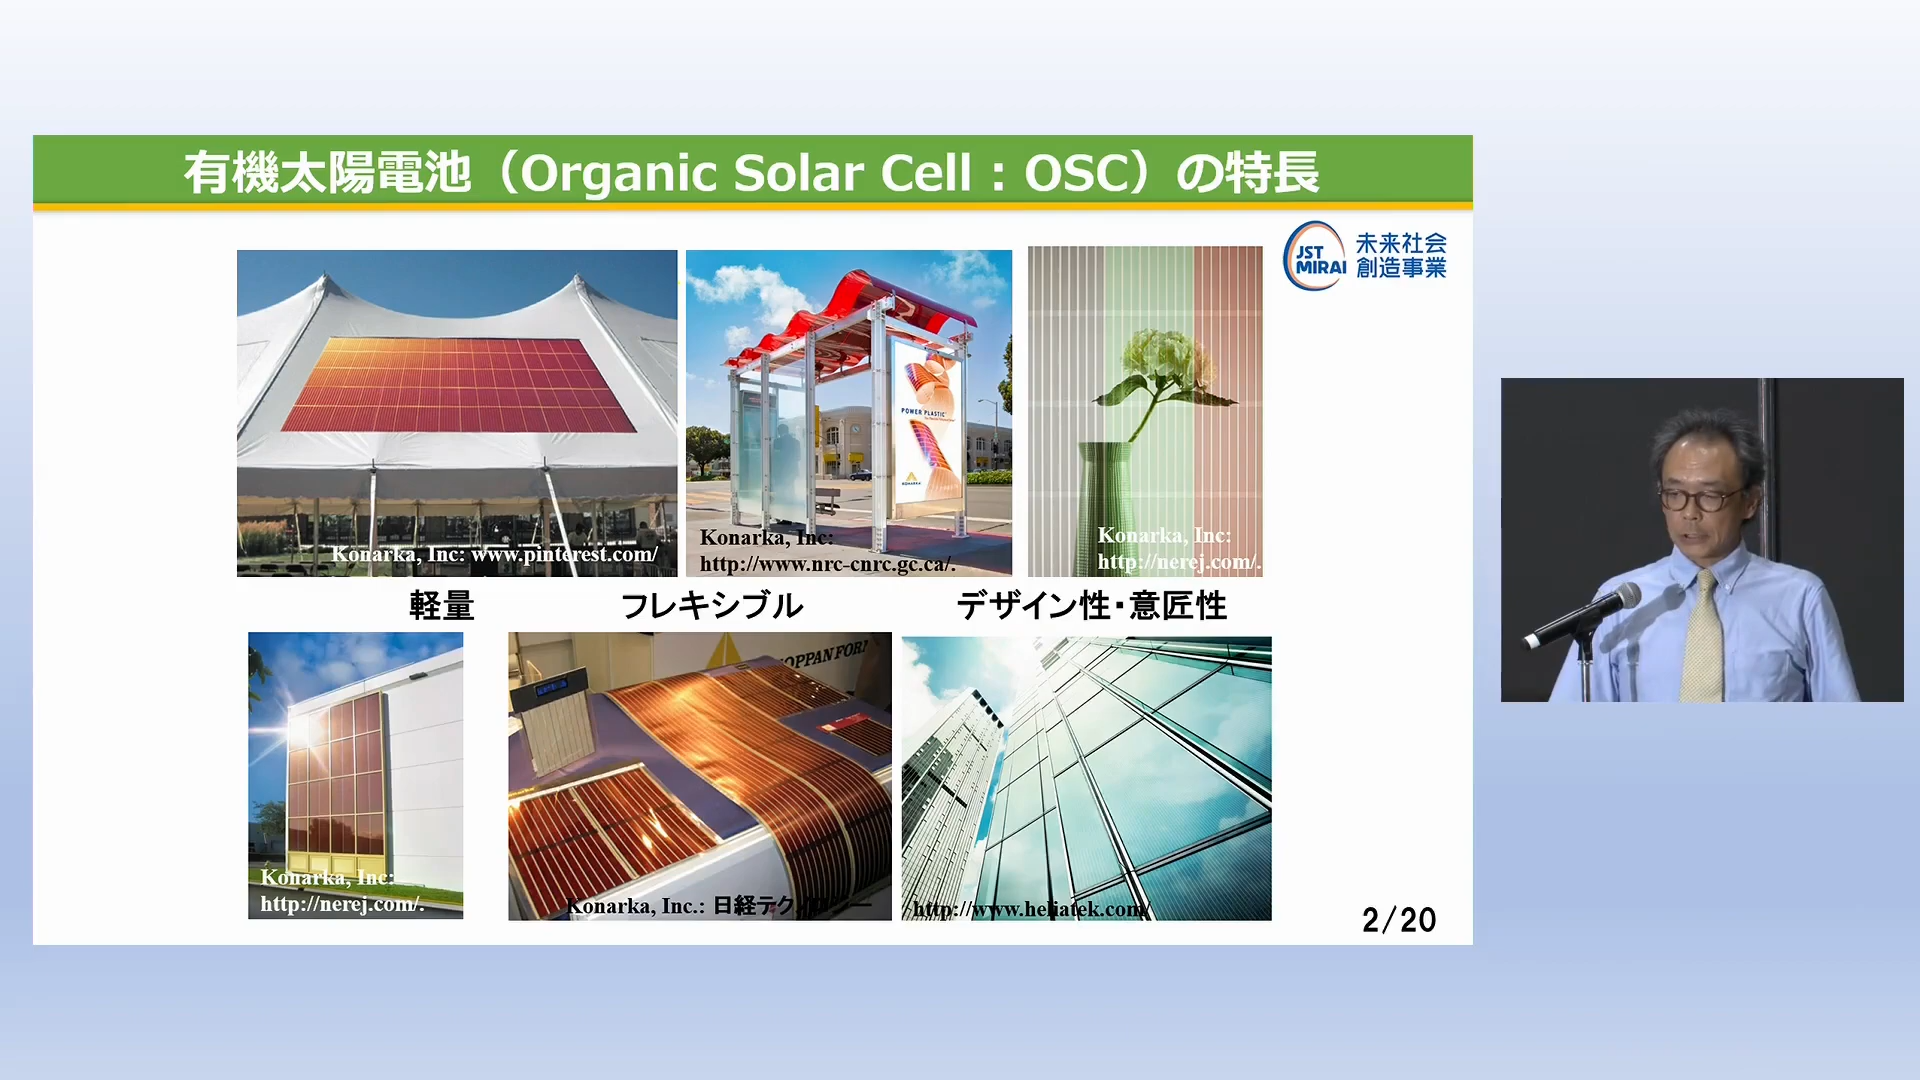 有機太陽電池（Organic Solar Cell : OSC）の特長
JST
MIRAI
未来社会
創造事業
POWER PLASTIC
KONARKA
Konarka, Inc: www.pinterest.com/
Konarka, Inc:
http://www.nrc-cnrc.gc.ca/.
Konarka, Inc:
http://nerej.com/.
軽量
フレキシブル
デザイン性・意匠性
TOPPAN FOR
Konarka, Inc:
http://nerej.com/.
Konarka, Inc.: 日経テクノロジー
http://www.heliatek.com/
2/20